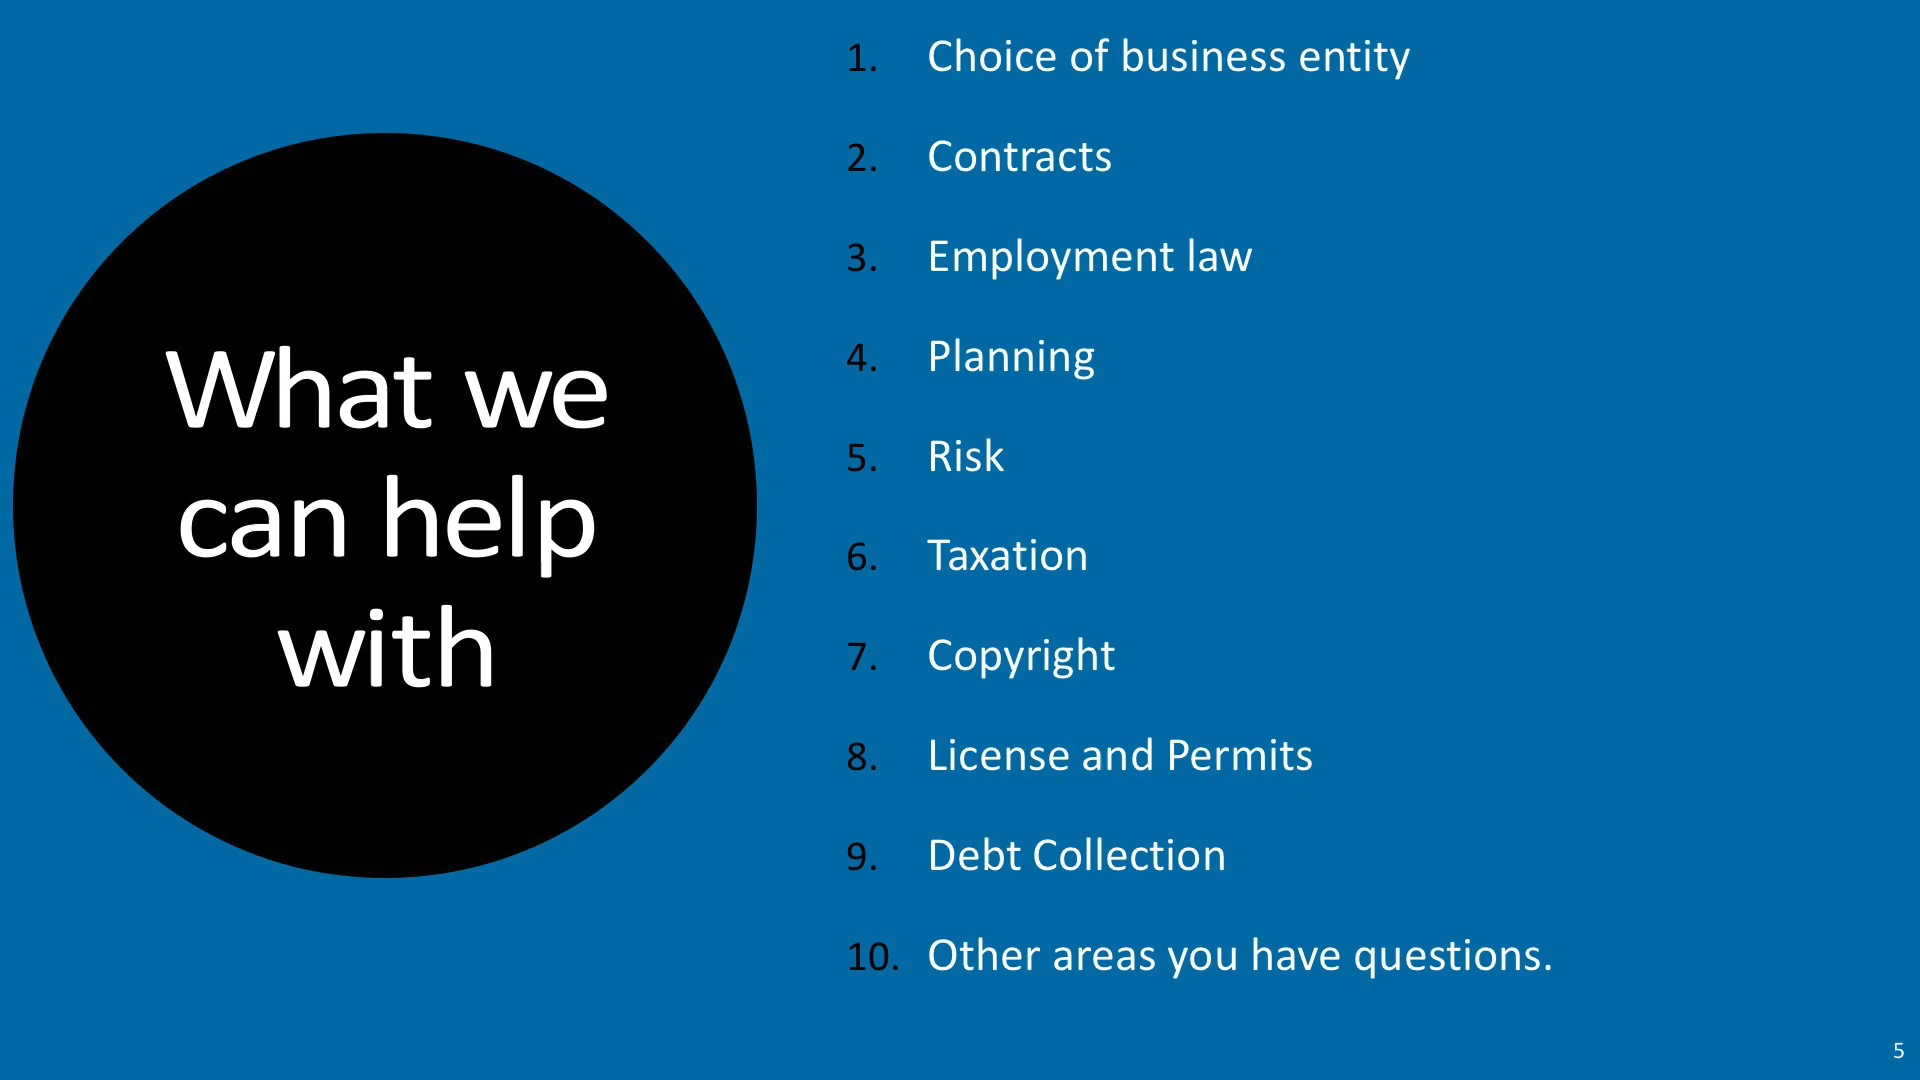 What we
can help
with
1. Choice of business entity
2. Contracts
3. Employment law
4. Planning
5. Risk
6. Taxation
7. Copyright
8. License and Permits
9. Debt Collection
10. Other areas you have questions.
5